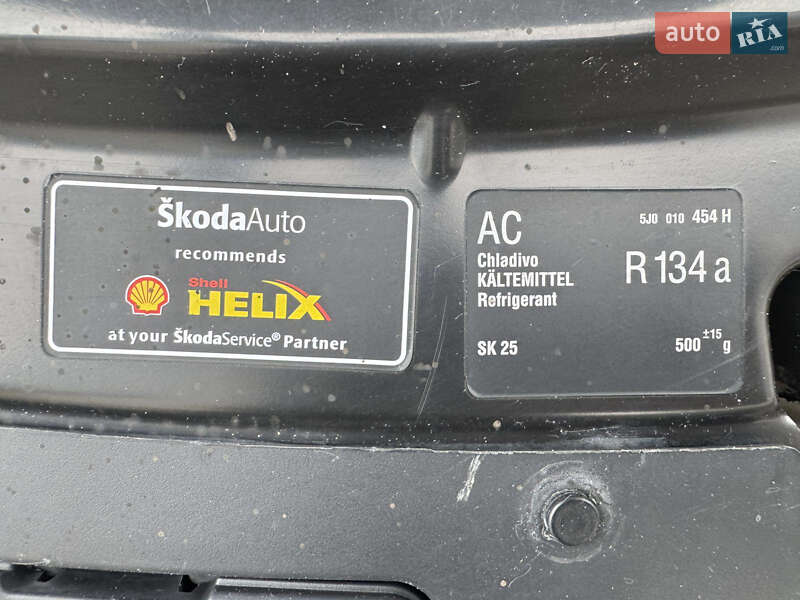 auto RIA .com
ŠkodaAuto
recommends
Shell
HELIX
at your ŠkodaService® Partner
AC 5J0 010 454 H
Chladivo
KÄLTEMITTEL R 134 a
Refrigerant
SK 25 500 ±15 g